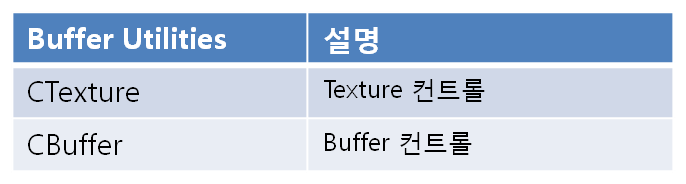 Buffer Utilities 설명
CTexture Texture 컨트롤
CBuffer Buffer 컨트롤